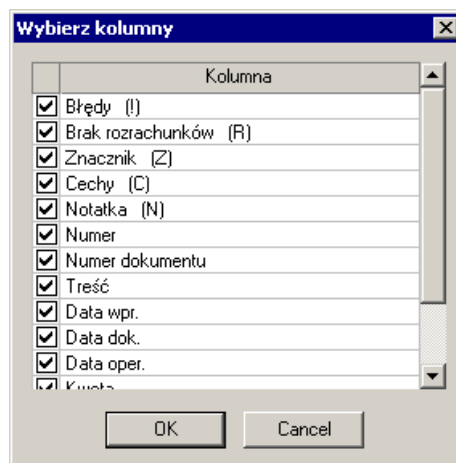 Wybierz kolumny
Kolumna
Błędy (!)
Brak rozrachunków (R)
Znacznik (Z)
Cechy (C)
Notatka (N)
Numer
Numer dokumentu
Treść
Data wpr.
Data dok.
Data oper.
Kwota
OK
Cancel